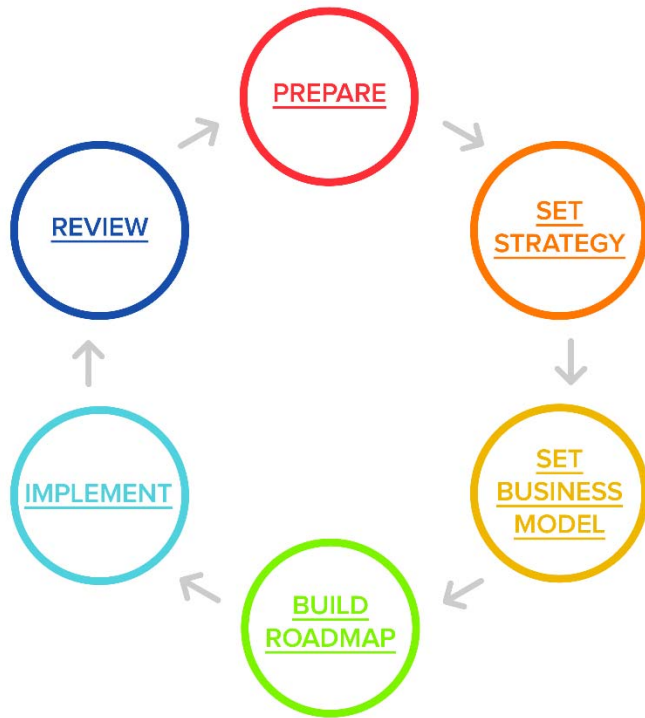 PREPARE
SET
STRATEGY
SET
BUSINESS
MODEL
BUILD
ROADMAP
IMPLEMENT
REVIEW